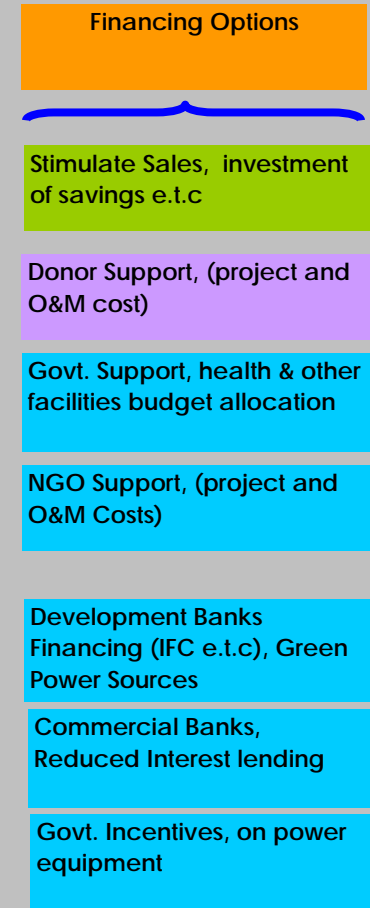 Financing Options
Stimulate Sales, investment
of savings e.t.c
Donor Support, (project and
O&M cost)
Govt. Support, health & other
facilities budget allocation
NGO Support, (project and
O&M Costs)
Development Banks
Financing (IFC e.t.c), Green
Power Sources
Commercial Banks,
Reduced Interest lending
Govt. Incentives, on power
equipment